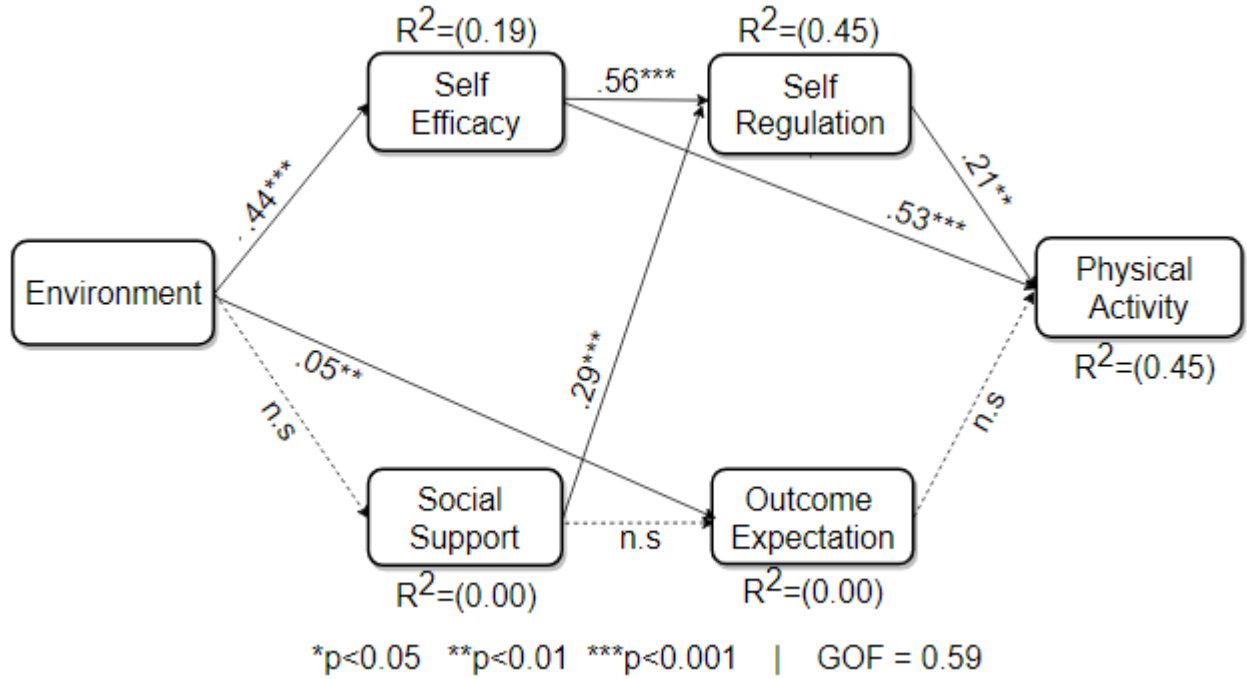 R²=(0.19)
R²=(0.45)
Self
Efficacy
.56***
Self
Regulation
.44***
.21**
.53***
Environment
Physical
Activity
R²=(0.45)
.05**
.29***
n.s
n.s
Social
Support
n.s
Outcome
Expectation
R²=(0.00)
R²=(0.00)
*p<0.05 **p<0.01 ***p<0.001 | GOF = 0.59